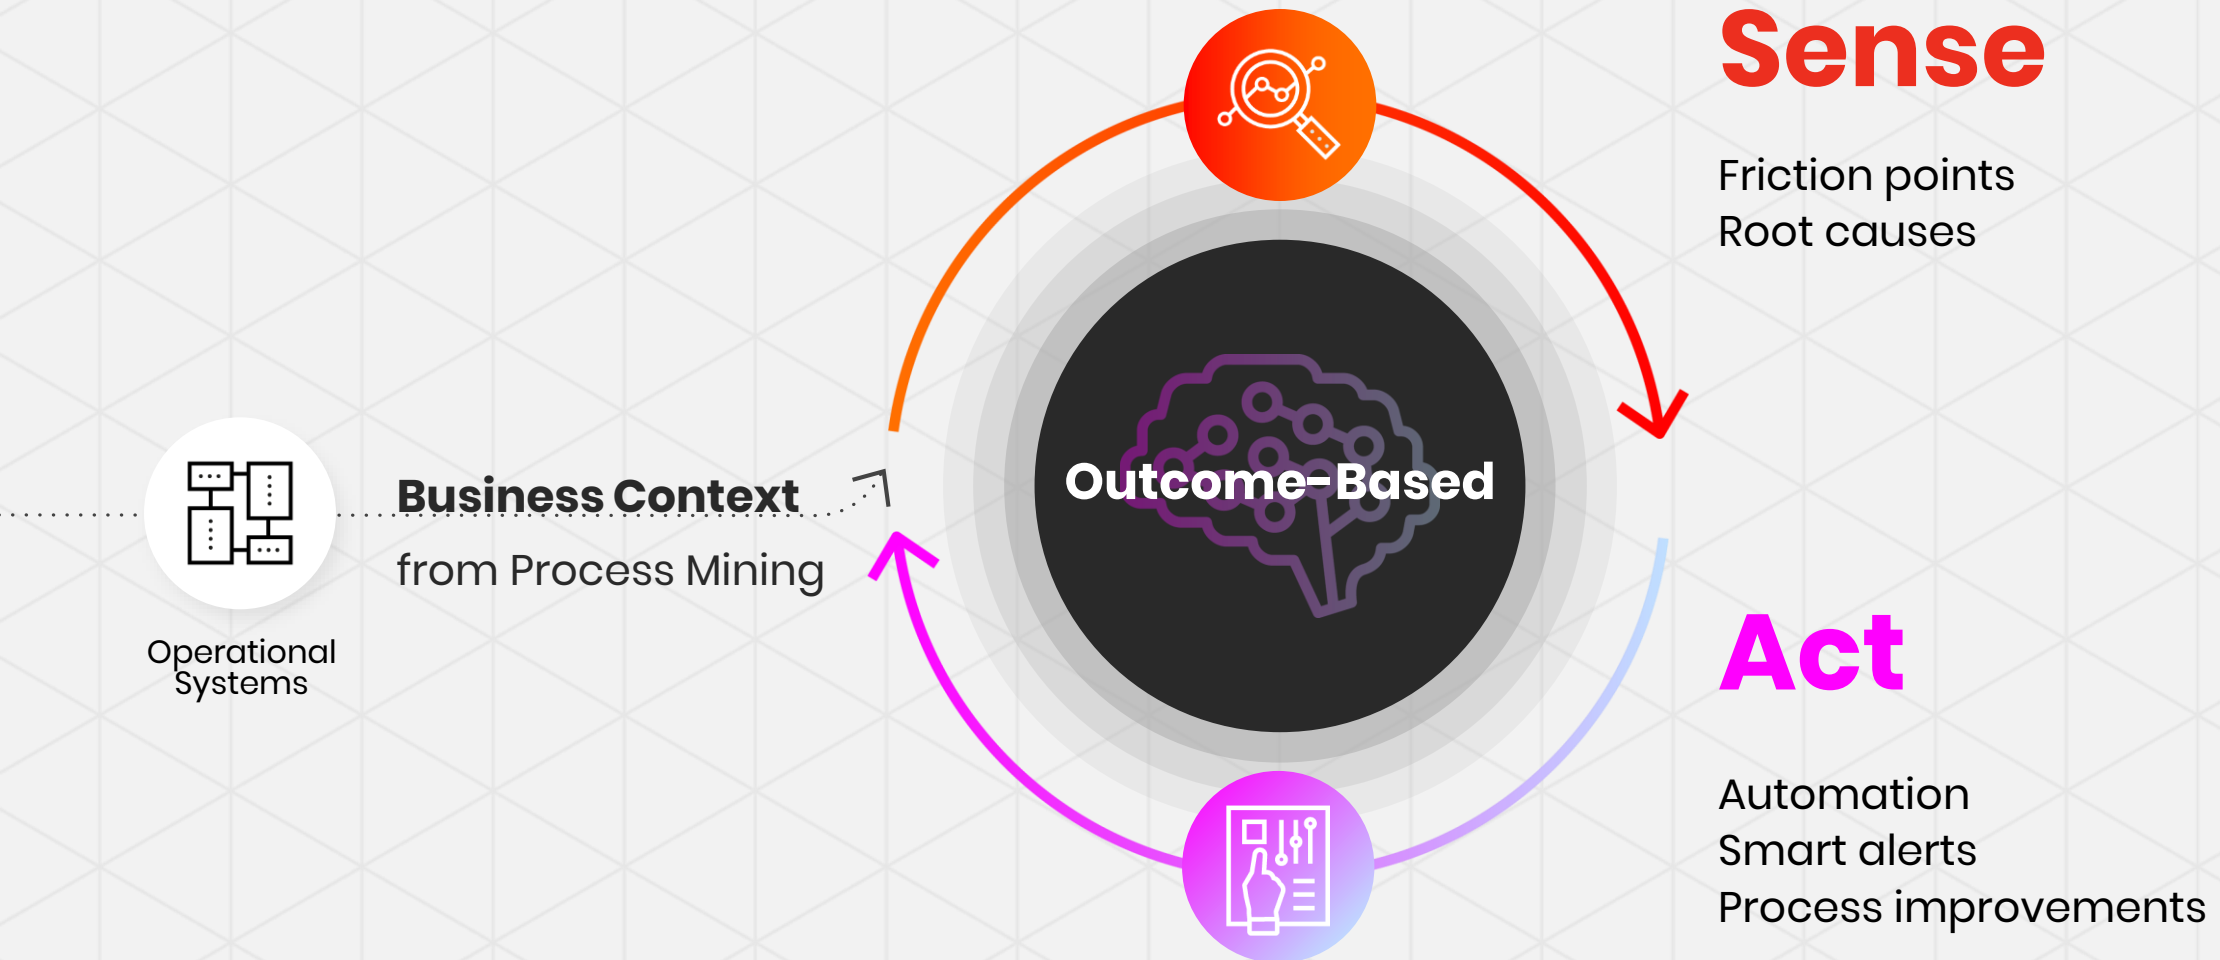 Sense
Friction points
Root causes
Outcome-Based
Business Context
from Process Mining
Operational
Systems
Act
Automation
Smart alerts
Process improvements